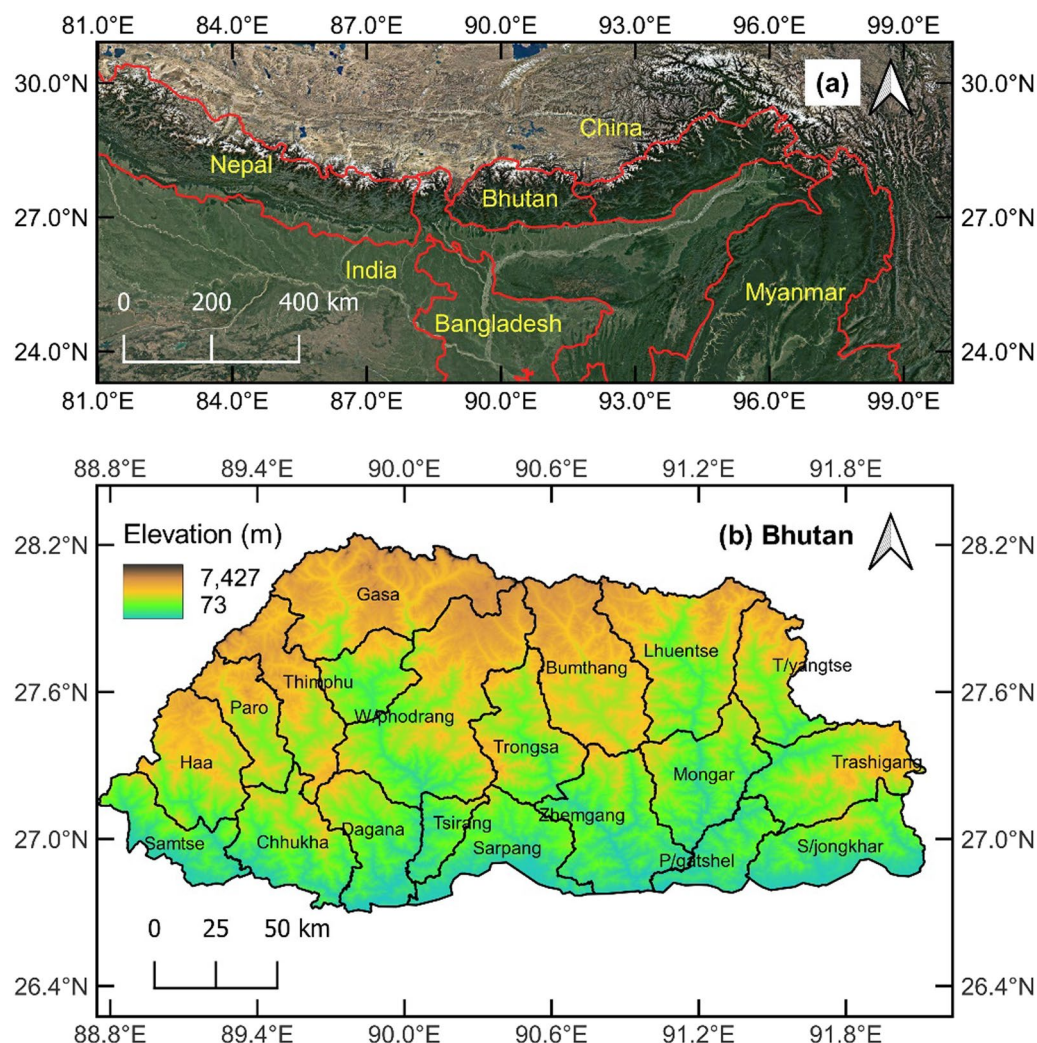 81.0°E 84.0°E 87.0°E 90.0°E 93.0°E 96.0°E 99.0°E
30.0°N (a) 30.0°N
China
Nepal
Bhutan
27.0°N 27.0°N
India
0 200 400 km
Myanmar
Bangladesh
24.0°N 24.0°N
81.0°E 84.0°E 87.0°E 90.0°E 93.0°E 96.0°E 99.0°E
88.8°E 89.4°E 90.0°E 90.6°E 91.2°E 91.8°E
Elevation (m) (b) Bhutan
28.2°N 28.2°N
7,427
73
Gasa
Lhuentse
Bumthang T/yangtse
Thimphu
27.6°N 27.6°N
Paro W/phodrang
Trongsa
Haa Mongar Trashigang
Zhemgang
Dagana Tsirang
27.0°N 27.0°N
Samtse Chhukha Sarpang S/jongkhar
P/gatshel
0 25 50 km
26.4°N 26.4°N
88.8°E 89.4°E 90.0°E 90.6°E 91.2°E 91.8°E